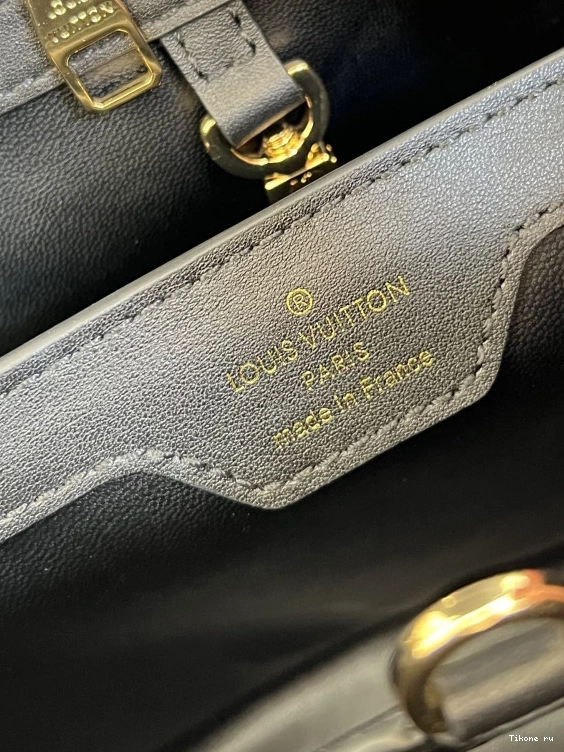 ®
LOUIS VUITTON
PARIS
made in France
Tikone ru